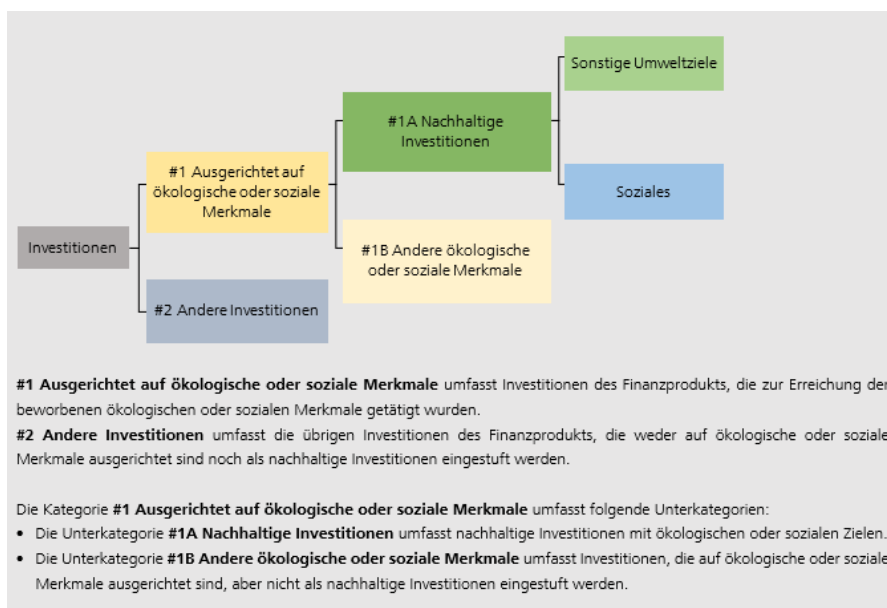 Sonstige Umweltziele
#1A Nachhaltige
Investitionen
#1 Ausgerichtet auf
ökologische oder soziale
Merkmale
Soziales
Investitionen
#1B Andere ökologische
oder soziale Merkmale
#2 Andere Investitionen
#1 Ausgerichtet auf ökologische oder soziale Merkmale umfasst Investitionen des Finanzprodukts, die zur Erreichung der
beworbenen ökologischen oder sozialen Merkmale getätigt wurden.
#2 Andere Investitionen umfasst die übrigen Investitionen des Finanzprodukts, die weder auf ökologische oder soziale
Merkmale ausgerichtet sind noch als nachhaltige Investitionen eingestuft werden.
Die Kategorie #1 Ausgerichtet auf ökologische oder soziale Merkmale umfasst folgende Unterkategorien:
• Die Unterkategorie #1A Nachhaltige Investitionen umfasst nachhaltige Investitionen mit ökologischen oder sozialen Zielen.
• Die Unterkategorie #1B Andere ökologische oder soziale Merkmale umfasst Investitionen, die auf ökologische oder soziale
Merkmale ausgerichtet sind, aber nicht als nachhaltige Investitionen eingestuft werden.